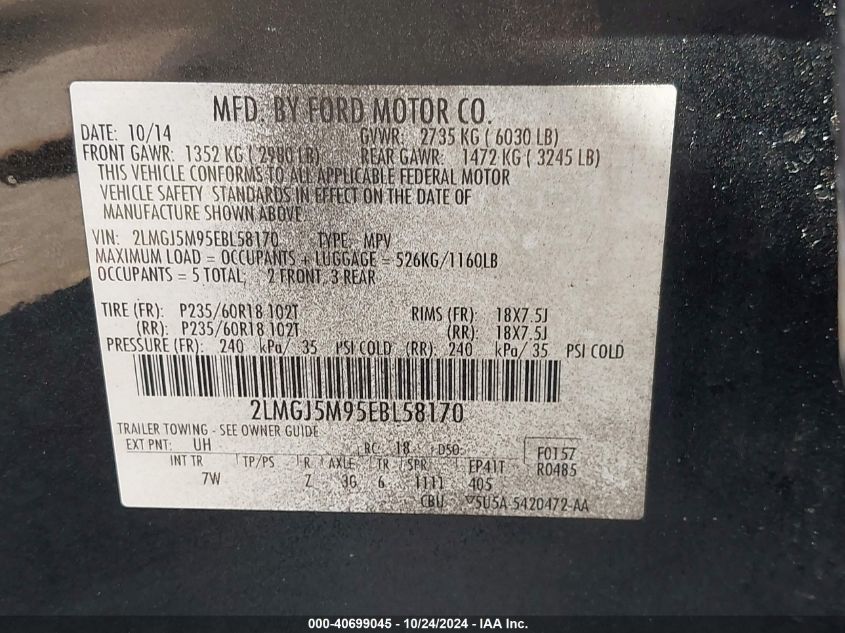 MFD. BY FORD MOTOR CO.
DATE: 10/14 GVWR: 2735 KG ( 6030 LB)
FRONT GAWR: 1352 KG ( 2980 LB) REAR GAWR: 1472 KG ( 3245 LB)
THIS VEHICLE CONFORMS TO ALL APPLICABLE FEDERAL MOTOR
VEHICLE SAFETY STANDARDS IN EFFECT ON THE DATE OF
MANUFACTURE SHOWN ABOVE.
VIN: 2LMGJ5M95EBL58170 TYPE: MPV
MAXIMUM LOAD = OCCUPANTS + LUGGAGE = 526KG/1160LB
OCCUPANTS = 5 TOTAL, 2 FRONT, 3 REAR
TIRE (FR): P235/60R18 102T RIMS (FR): 18X7.5J
(RR): P235/60R18 102T (RR): 18X7.5J
PRESSURE (FR): 240 kPa/ 35 PSI COLD (RR): 240 kPa/ 35 PSI COLD
2LMGJ5M95EBL58170
TRAILER TOWING - SEE OWNER GUIDE
EXT PNT: UH RC: 18 DSO: F0157
R0485
INT TR TP/PS R AXLE TR SPR EP41T
7W Z 3G 6 1111 405
CBU 5U5A 5420472-AA
000-40699045 - 10/24/2024 - IAA Inc.